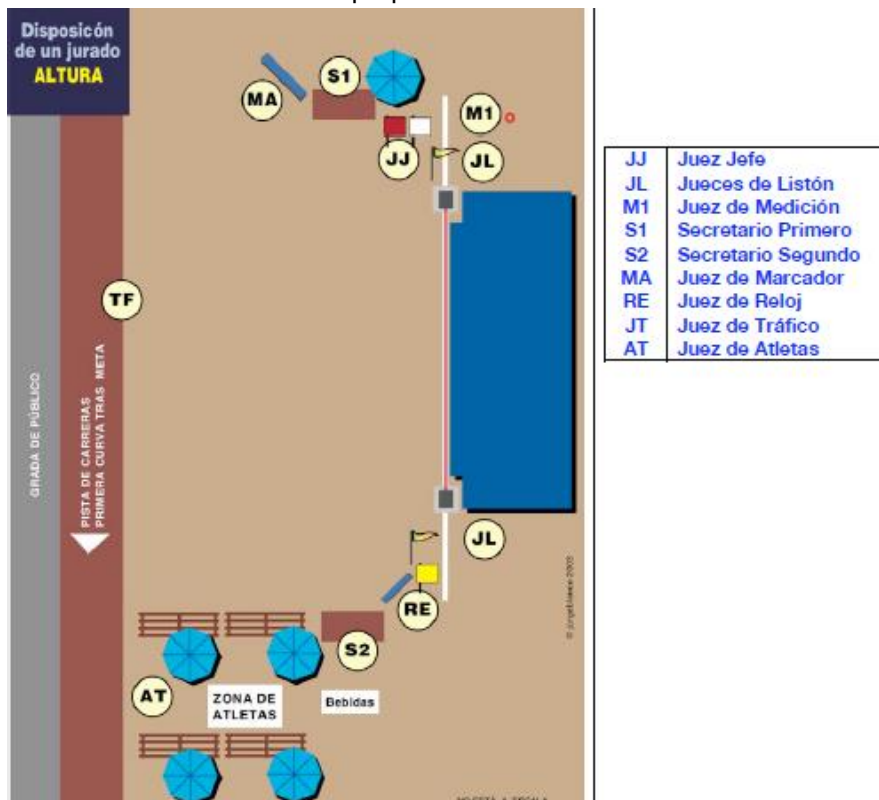 Disposicón
de un jurado
ALTURA
S1
MA
M1
JJ
JL
JJ Juez Jefe
JL Jueces de Listón
M1 Juez de Medición
S1 Secretario Primero
S2 Secretario Segundo
MA Juez de Marcador
RE Juez de Reloj
JT Juez de Tráfico
AT Juez de Atletas
TF
GRADA DE PÚBLICO
PISTA DE CARRERAS
PRIMERA CURVA TRAS META
JL
RE
S2
AT
ZONA DE
ATLETAS
Bebidas